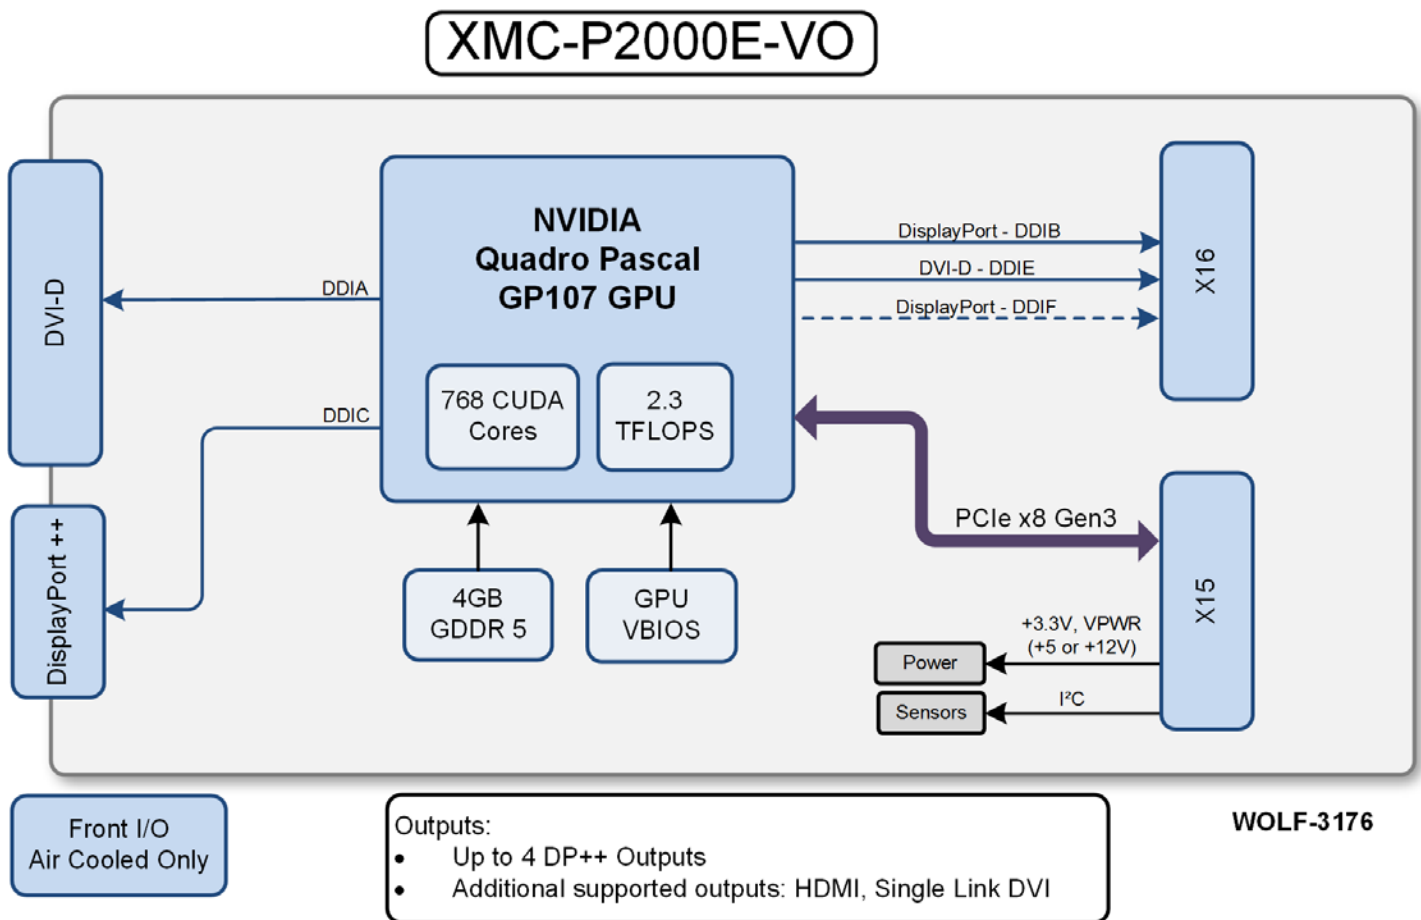 XMC-P2000E-VO
DVI-D
DisplayPort ++
DDIA
DDIC
NVIDIA
Quadro Pascal
GP107 GPU
768 CUDA
Cores
2.3
TFLOPS
4GB
GDDR 5
GPU
VBIOS
DisplayPort - DDIB
DVI-D - DDIE
DisplayPort - DDIF
X16
PCIe x8 Gen3
X15
+3.3V, VPWR
(+5 or +12V)
Power
I²C
Sensors
Front I/O
Air Cooled Only
Outputs:
• Up to 4 DP++ Outputs
• Additional supported outputs: HDMI, Single Link DVI
WOLF-3176